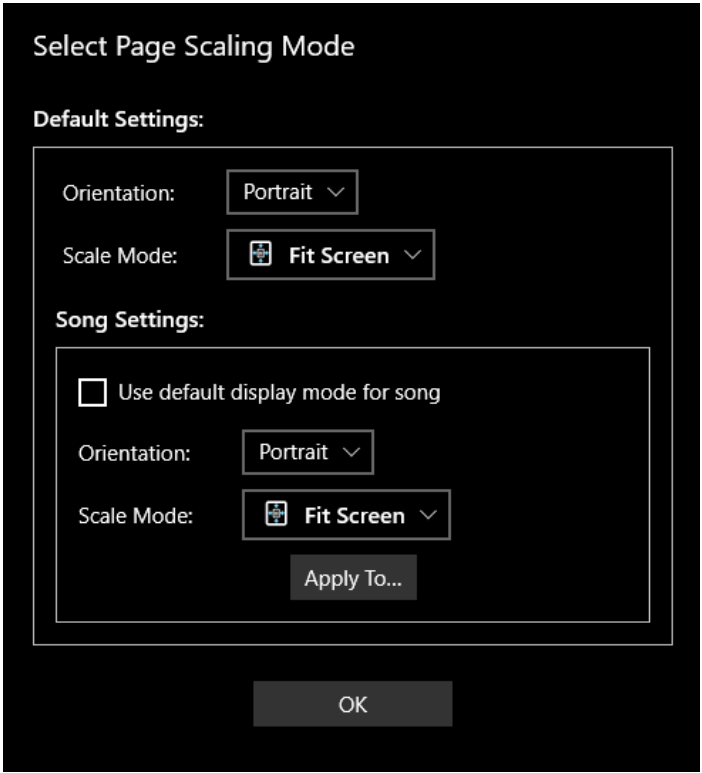 Select Page Scaling Mode
Default Settings:
Orientation: Portrait
Scale Mode: Fit Screen
Song Settings:
Use default display mode for song
Orientation: Portrait
Scale Mode: Fit Screen
Apply To...
OK